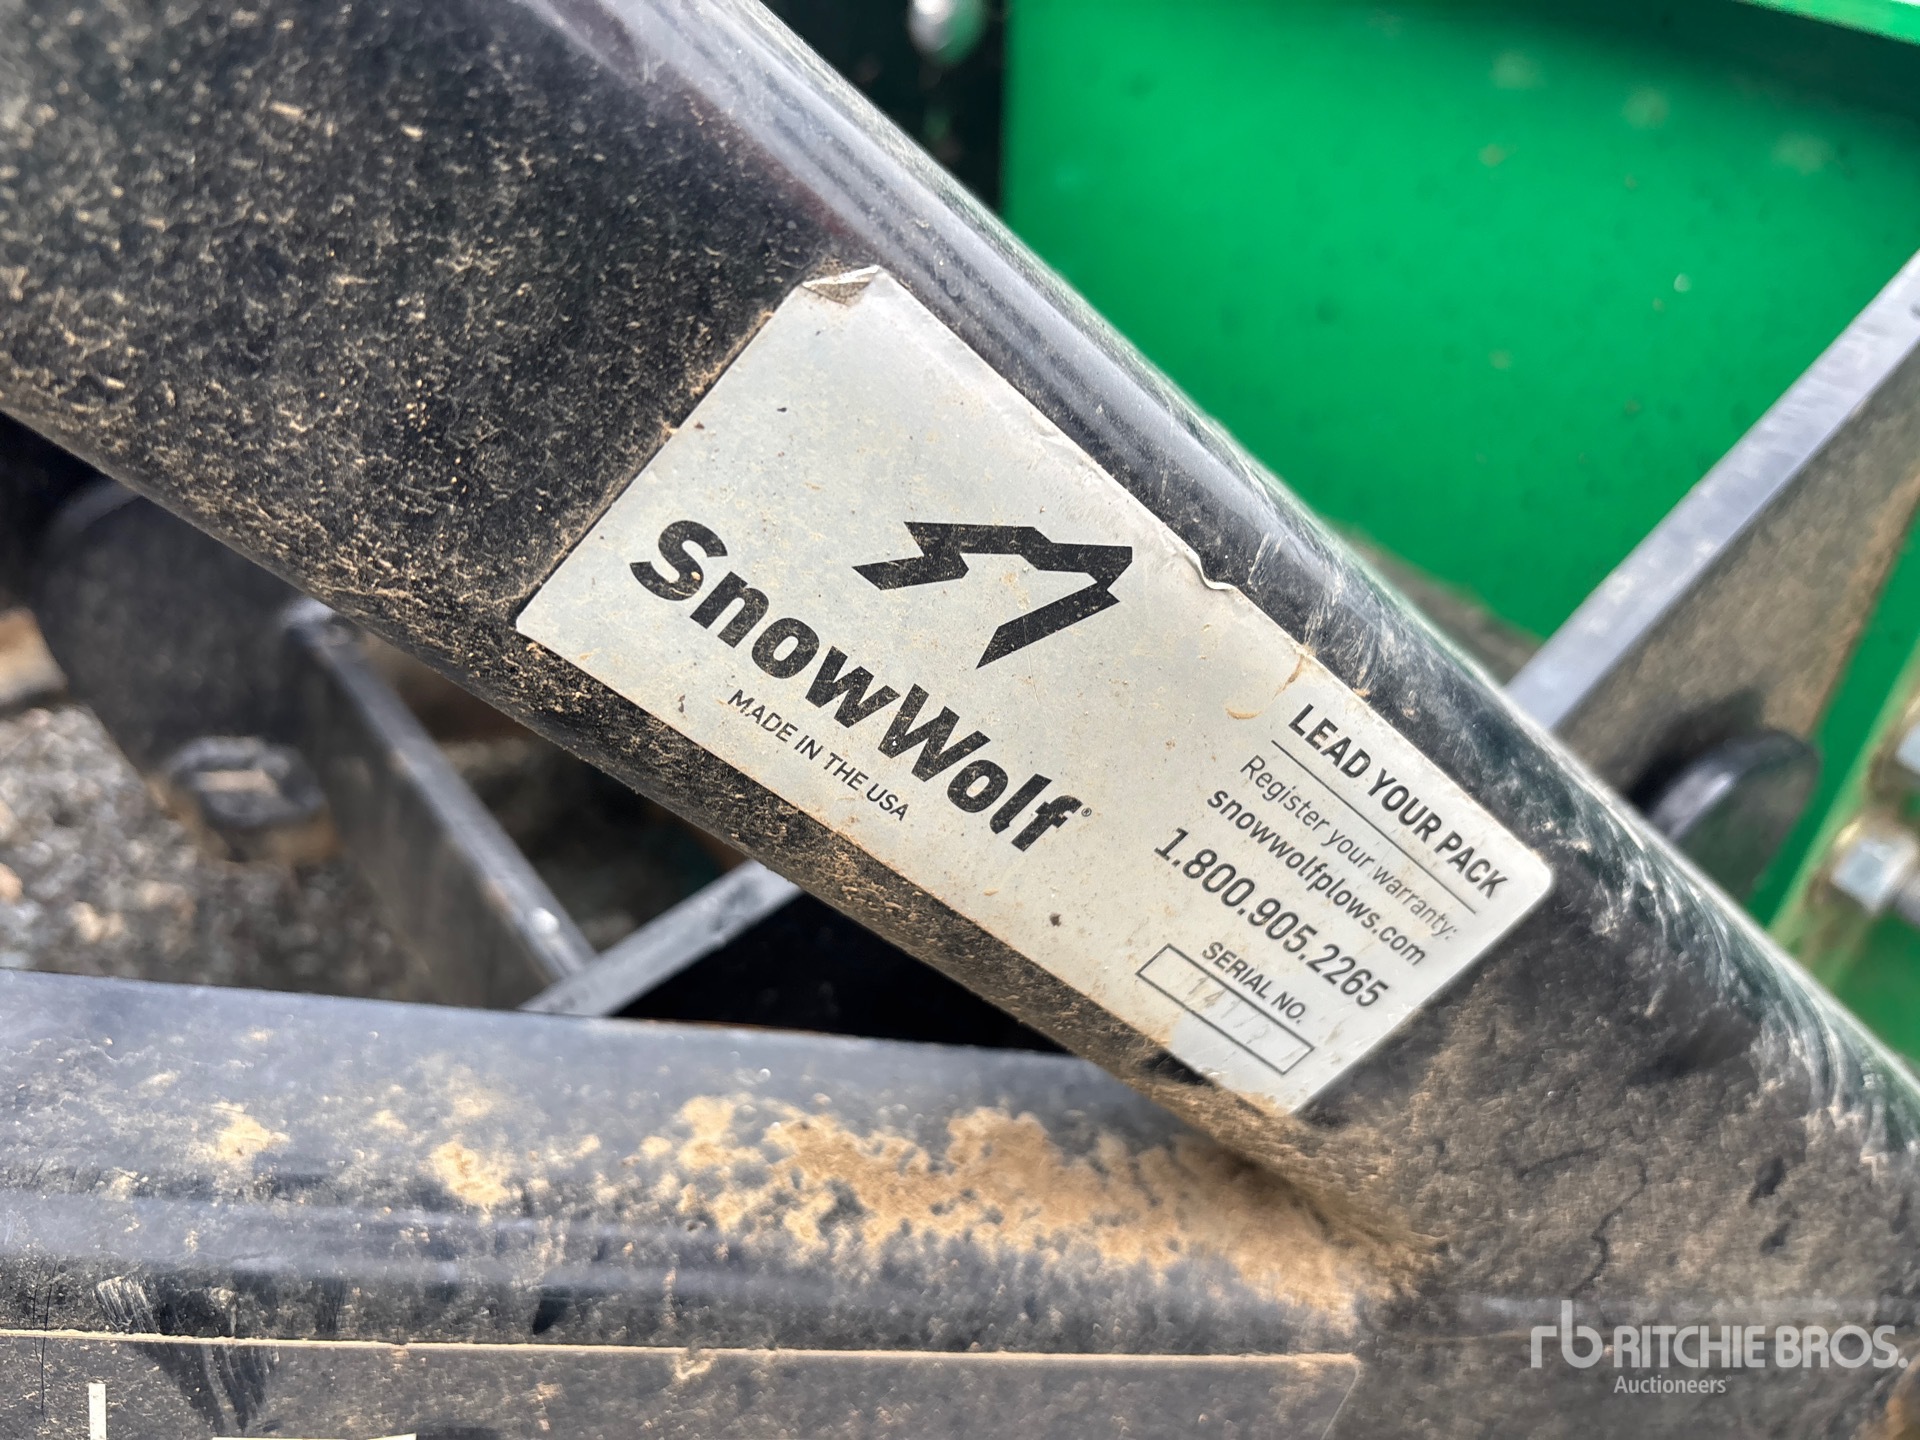 SnowWolf®
MADE IN THE USA
LEAD YOUR PACK
Register your warranty:
snowwolfplows.com
1.800.905.2265
SERIAL NO.
rb RITCHIE BROS.
Auctioneers